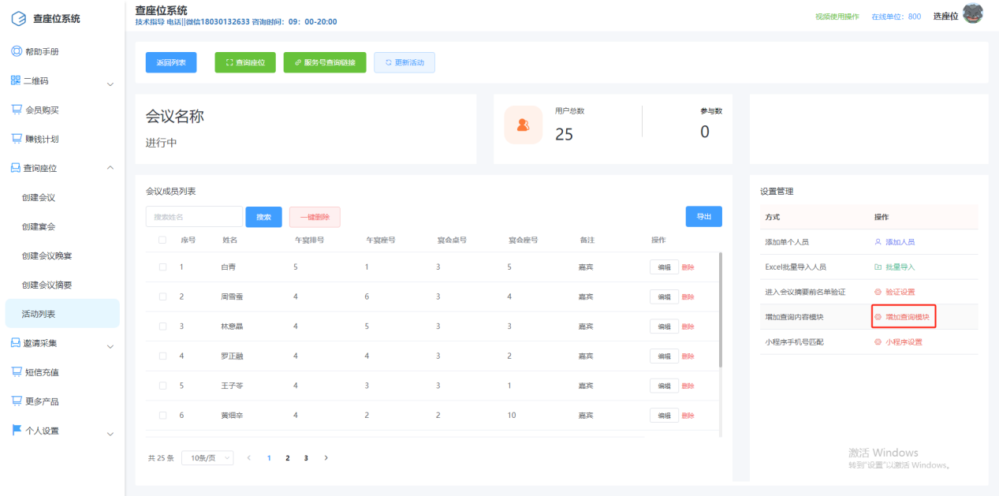 查座位系统
帮助手册
二维码
会员购买
赚钱计划
查询座位
创建会议
创建宴会
创建会议晚宴
创建会议摘要
活动列表
邀请采集
短信充值
更多产品
个人设置
查座位系统
技术指导 电话||微信18030132633 咨询时间：09：00-20:00
视频使用操作 在线单位：800 选座位
返回列表 查询座位 服务号查询链接 更新活动
会议名称
进行中
用户总数
25
参与数
0
会议成员列表
搜索姓名 搜索 一键删除 导出
序号 姓名 午宴排号 午宴座号 宴会桌号 宴会座号 备注 操作
1 白青 5 1 3 5 嘉宾 编辑 删除
2 周雪萤 4 6 3 4 嘉宾 编辑 删除
3 林意晶 4 5 3 3 嘉宾 编辑 删除
4 罗正融 4 4 3 2 嘉宾 编辑 删除
5 王子苓 4 3 3 1 嘉宾 编辑 删除
6 黄细辛 4 2 2 10 嘉宾 编辑 删除
共 25 条 10条/页 1 2 3
设置管理
方式 操作
添加单个人员 添加人员
Excel批量导入人员 批量导入
进入会议摘要前名单验证 验证设置
增加查询内容模块 增加查询模块
小程序手机号匹配 小程序设置
激活 Windows
转到"设置"以激活 Windows。